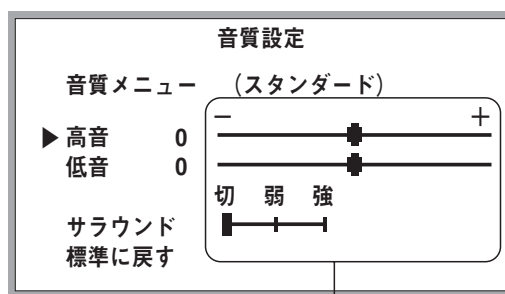 音質設定
音質メニュー （スタンダード）
− ＋
▶高音 0
低音 0
切 弱 強
サラウンド
標準に戻す